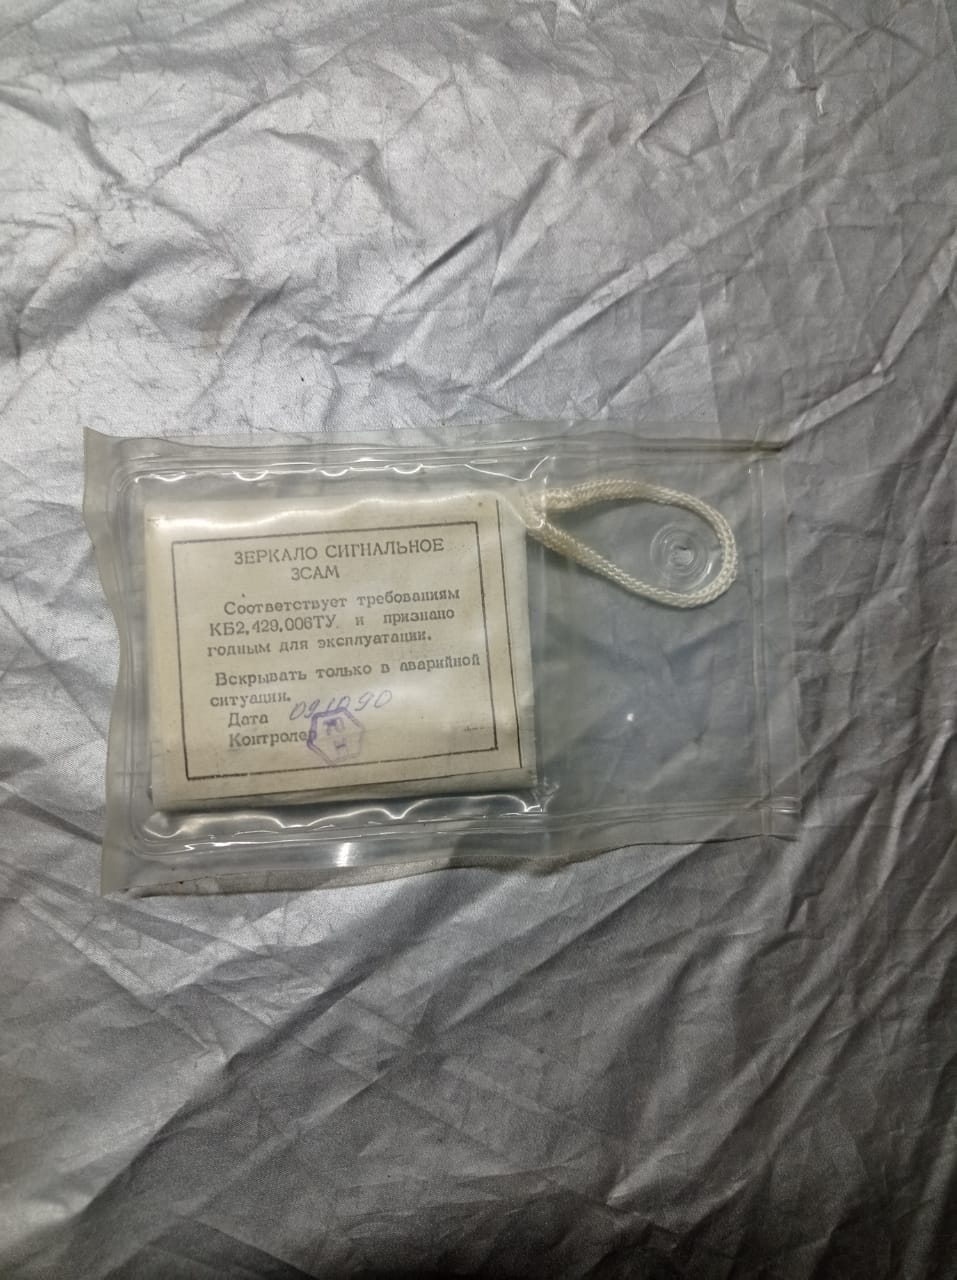 ЗЕРКАЛО СИГНАЛЬНОЕ
ЗСАМ
Соответствует требованиям
КБ2.429.006ТУ и признано
годным для эксплуатации.
Вскрывать только в аварийной
ситуации.
Дата 09.10.90
Контролер